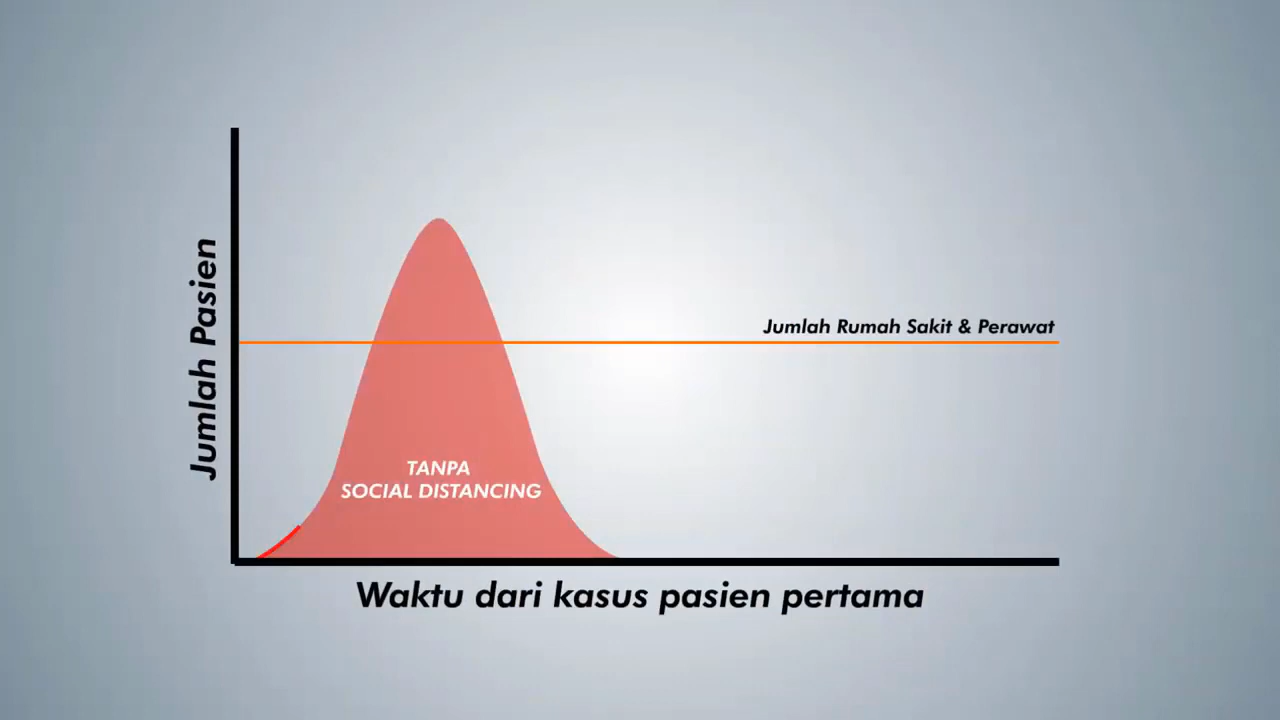 Jumlah Pasien
Jumlah Rumah Sakit & Perawat
TANPA
SOCIAL DISTANCING
Waktu dari kasus pasien pertama